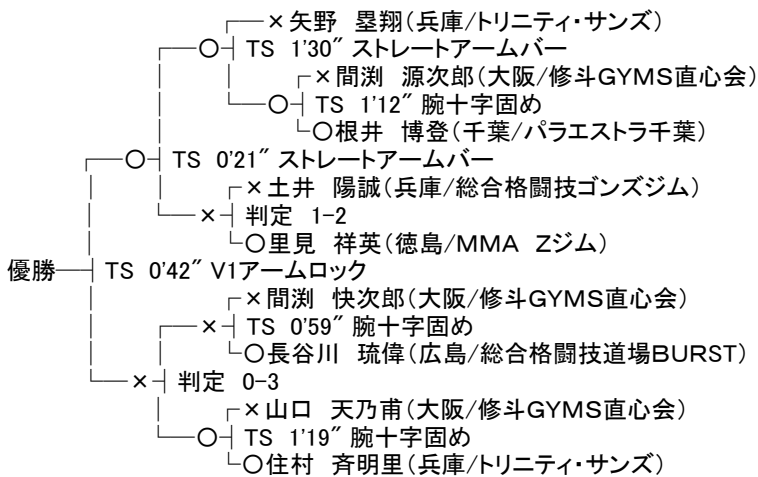 ×矢野 塁翔(兵庫/トリニティ・サンズ)
○ TS 1'30" ストレートアームバー
×間渕 源次郎(大阪/修斗GYMS直心会)
○ TS 1'12" 腕十字固め
○根井 博登(千葉/パラエストラ千葉)
○ TS 0'21" ストレートアームバー
×土井 陽誠(兵庫/総合格闘技ゴンズジム)
× 判定 1-2
○里見 祥英(徳島/MMA Zジム)
優勝 TS 0'42" V1アームロック
×間渕 快次郎(大阪/修斗GYMS直心会)
× TS 0'59" 腕十字固め
○長谷川 琉偉(広島/総合格闘技道場BURST)
× 判定 0-3
×山口 天乃甫(大阪/修斗GYMS直心会)
○ TS 1'19" 腕十字固め
○住村 斉明里(兵庫/トリニティ・サンズ)